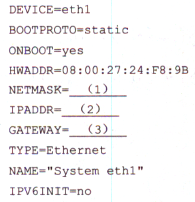 DEVICE=eth1
BOOTPROTO=static
ONBOOT=yes
HWADDR=08:00:27:24:F8:9B
NETMASK= (1)
IPADDR= (2)
GATEWAY= (3)
TYPE=Ethernet
NAME="System eth1"
IPV6INIT=no